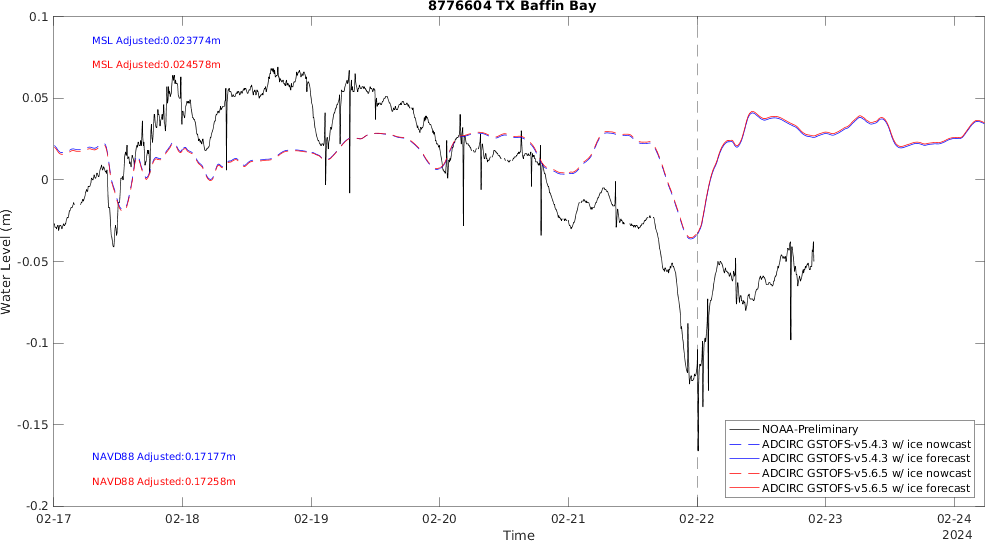 8776604 TX Baffin Bay
0.1
0.05
0
-0.05
-0.1
-0.15
-0.2
Water Level (m)
MSL Adjusted:0.023774m
MSL Adjusted:0.024578m
NAVD88 Adjusted:0.17177m
NAVD88 Adjusted:0.17258m
NOAA-Preliminary
ADCIRC GSTOFS-v5.4.3 w/ ice nowcast
ADCIRC GSTOFS-v5.4.3 w/ ice forecast
ADCIRC GSTOFS-v5.6.5 w/ ice nowcast
ADCIRC GSTOFS-v5.6.5 w/ ice forecast
02-17 02-18 02-19 02-20 02-21 02-22 02-23 02-24
Time
2024